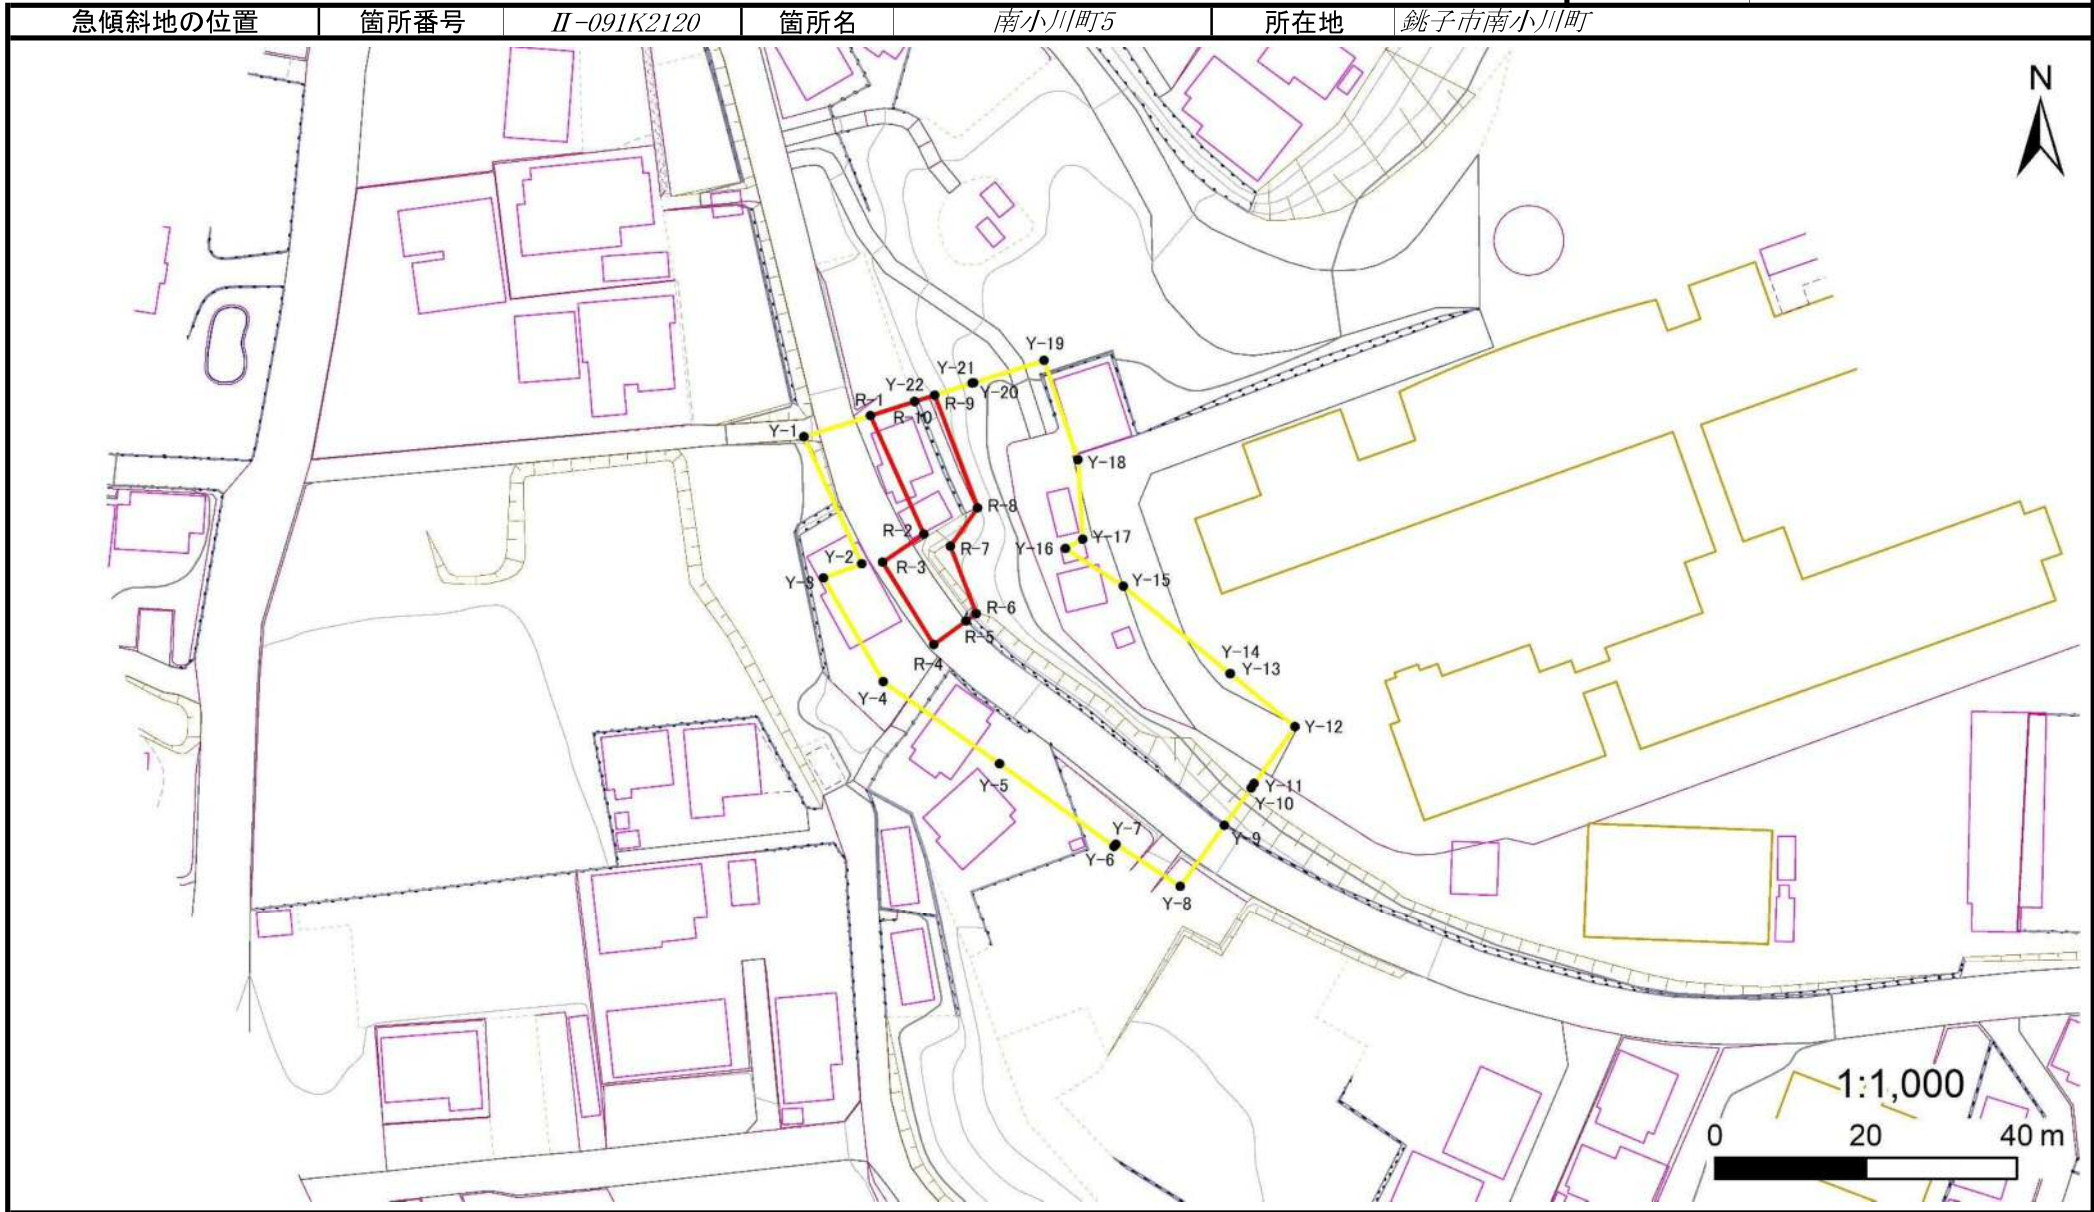 急傾斜地の位置 箇所番号 II-091K2120 箇所名 南小川町5 所在地 銚子市南小川町
N
Y-19
Y-21
Y-22
Y-20
R-1
R-9
R-10
Y-1
Y-18
R-8
R-2
R-7
Y-17
Y-16
Y-2
R-3
Y-3
Y-15
R-6
R-5
R-4
Y-14
Y-13
Y-4
Y-12
Y-5
Y-11
Y-10
Y-9
Y-7
Y-6
Y-8
1:1,000
0 20 40 m